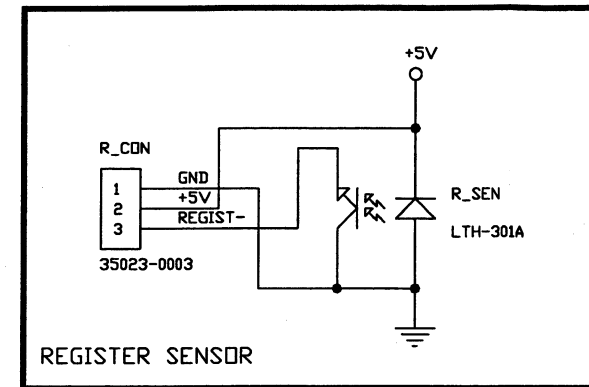 +5V
R_CON
1 GND
2 +5V
3 REGIST-
35023-0003
R_SEN
LTH-301A
REGISTER SENSOR